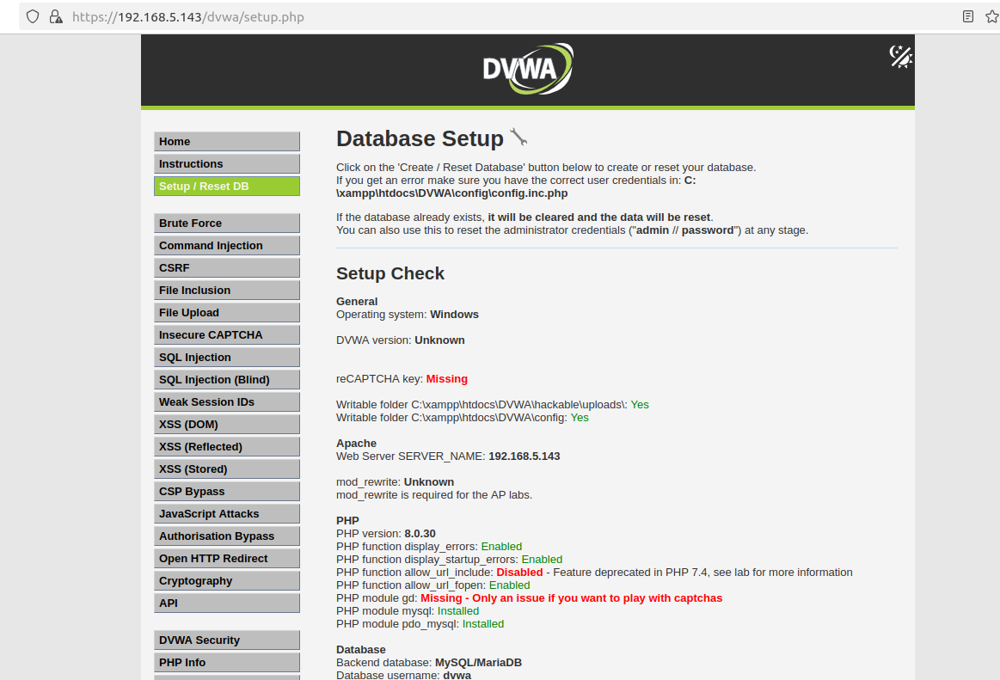 https://192.168.5.143/dvwa/setup.php
DVWA
Home
Instructions
Setup / Reset DB
Brute Force
Command Injection
CSRF
File Inclusion
File Upload
Insecure CAPTCHA
SQL Injection
SQL Injection (Blind)
Weak Session IDs
XSS (DOM)
XSS (Reflected)
XSS (Stored)
CSP Bypass
JavaScript Attacks
Authorisation Bypass
Open HTTP Redirect
Cryptography
API
DVWA Security
PHP Info
Database Setup
Click on the 'Create / Reset Database' button below to create or reset your database.
If you get an error make sure you have the correct user credentials in: C:
\xampp\htdocs\DVWA\config\config.inc.php
If the database already exists, it will be cleared and the data will be reset.
You can also use this to reset the administrator credentials ("admin // password") at any stage.
Setup Check
General
Operating system: Windows
DVWA version: Unknown
reCAPTCHA key: Missing
Writable folder C:\xampp\htdocs\DVWA\hackable\uploads\: Yes
Writable folder C:\xampp\htdocs\DVWA\config: Yes
Apache
Web Server SERVER_NAME: 192.168.5.143
mod_rewrite: Unknown
mod_rewrite is required for the AP labs.
PHP
PHP version: 8.0.30
PHP function display_errors: Enabled
PHP function display_startup_errors: Enabled
PHP function allow_url_include: Disabled - Feature deprecated in PHP 7.4, see lab for more information
PHP function allow_url_fopen: Enabled
PHP module gd: Missing - Only an issue if you want to play with captchas
PHP module mysql: Installed
PHP module pdo_mysql: Installed
Database
Backend database: MySQL/MariaDB
Database username: dvwa